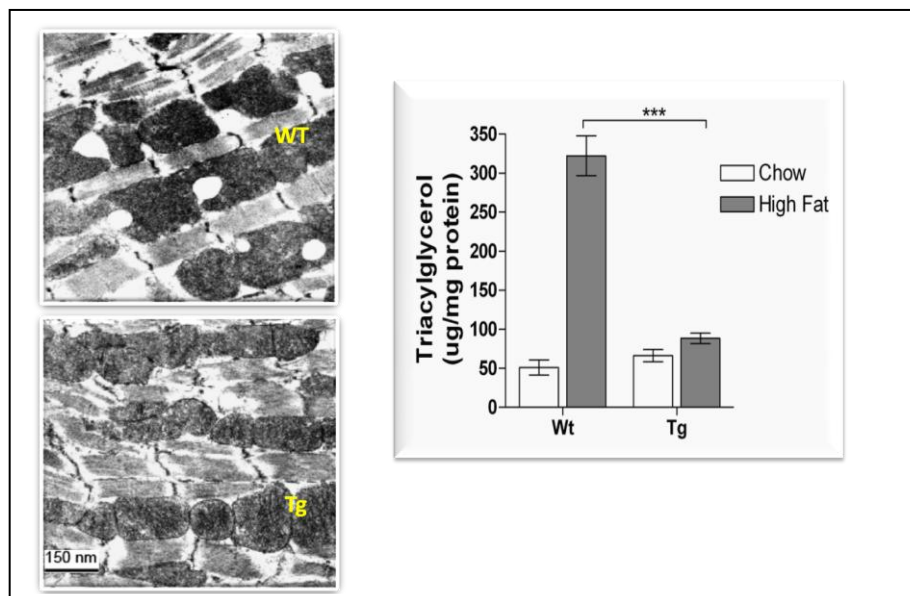 WT
Tg
150 nm
***
Triacylglycerol
(ug/mg protein)
350
300
250
200
150
100
50
0
Wt
Tg
Chow
High Fat